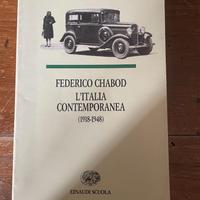 FEDERICO CHABOD
L'ITALIA
CONTEMPORANEA
(1918-1948)
EINAUDI SCUOLA